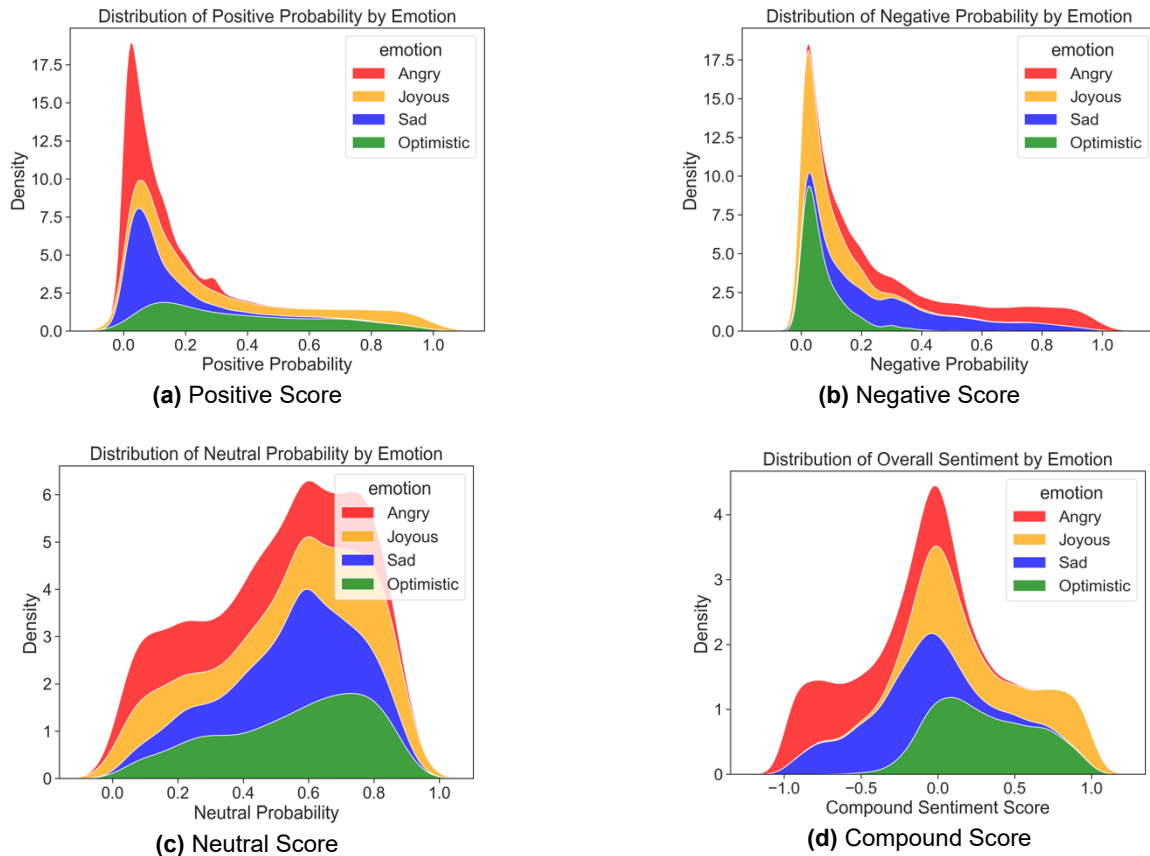 Distribution of Positive Probability by Emotion
17.5
15.0
12.5
10.0
7.5
5.0
2.5
0.0
Density
emotion
Angry
Joyous
Sad
Optimistic
0.0 0.2 0.4 0.6 0.8 1.0
Positive Probability
(a) Positive Score
Distribution of Negative Probability by Emotion
17.5
15.0
12.5
10.0
7.5
5.0
2.5
0.0
Density
emotion
Angry
Joyous
Sad
Optimistic
0.0 0.2 0.4 0.6 0.8 1.0
Negative Probability
(b) Negative Score
Distribution of Neutral Probability by Emotion
6
5
4
3
2
1
0
Density
emotion
Angry
Joyous
Sad
Optimistic
0.0 0.2 0.4 0.6 0.8 1.0
Neutral Probability
(c) Neutral Score
Distribution of Overall Sentiment by Emotion
4
3
2
1
0
Density
emotion
Angry
Joyous
Sad
Optimistic
−1.0 −0.5 0.0 0.5 1.0
Compound Sentiment Score
(d) Compound Score